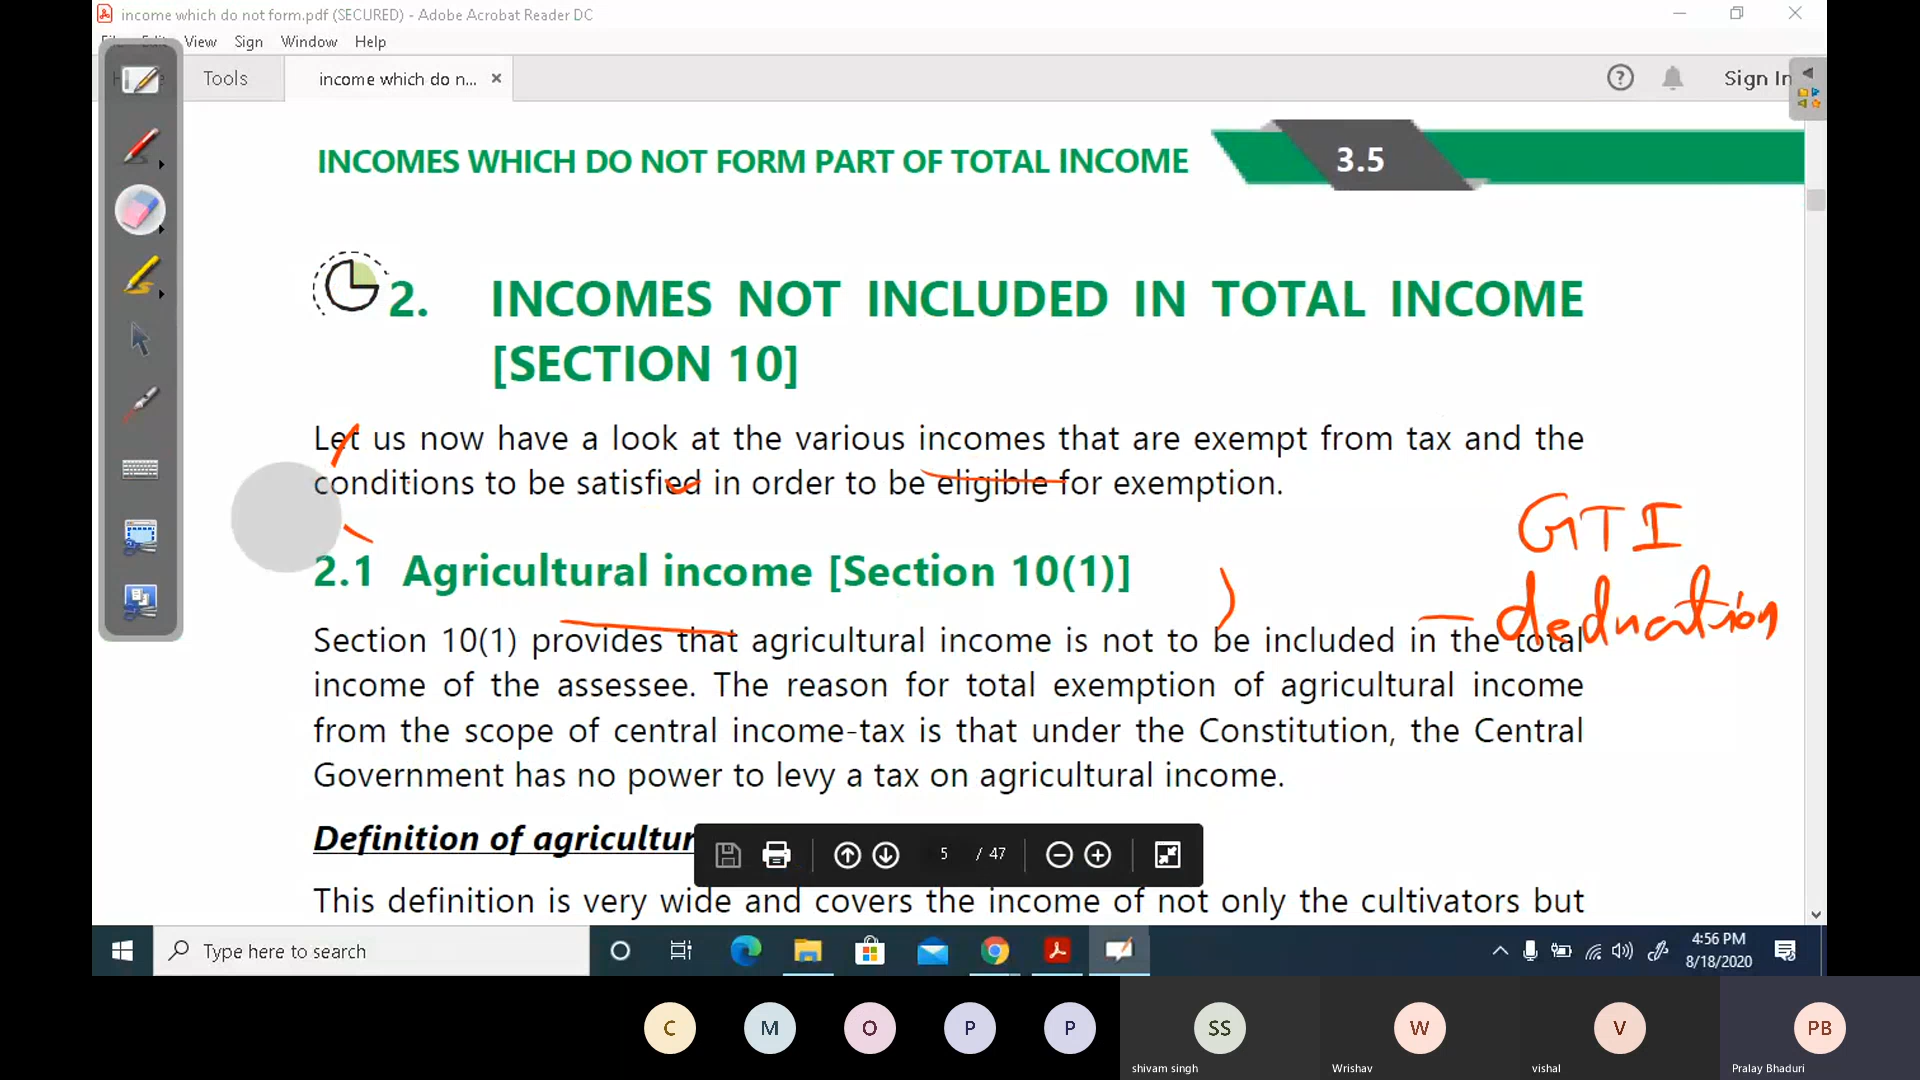 income which do not form.pdf (SECURED) - Adobe Acrobat Reader DC
View Sign Window Help
Tools
income which do n...
Sign In
INCOMES WHICH DO NOT FORM PART OF TOTAL INCOME
3.5
2. INCOMES NOT INCLUDED IN TOTAL INCOME
[SECTION 10]
Let us now have a look at the various incomes that are exempt from tax and the
conditions to be satisfied in order to be eligible for exemption.
GTI
2.1 Agricultural income [Section 10(1)]
- deduction
Section 10(1) provides that agricultural income is not to be included in the total
income of the assessee. The reason for total exemption of agricultural income
from the scope of central income-tax is that under the Constitution, the Central
Government has no power to levy a tax on agricultural income.
Definition of agricultur
5 / 47
This definition is very wide and covers the income of not only the cultivators but
Type here to search
4:56 PM
8/18/2020
C M O P P SS W V PB
shivam singh Wrishav vishal Pralay Bhaduri